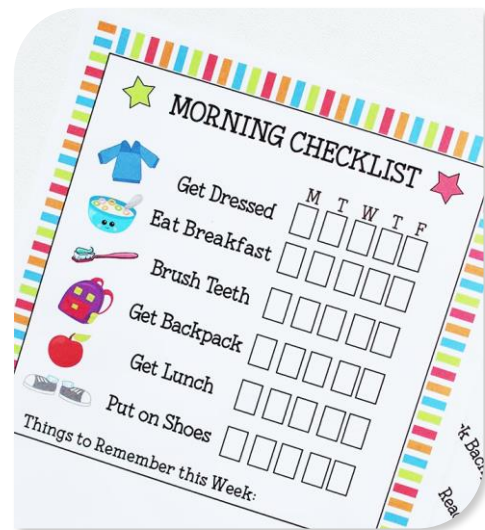 MORNING CHECKLIST
M T W T F
Get Dressed
Eat Breakfast
Brush Teeth
Get Backpack
Get Lunch
Put on Shoes
Things to Remember this Week: